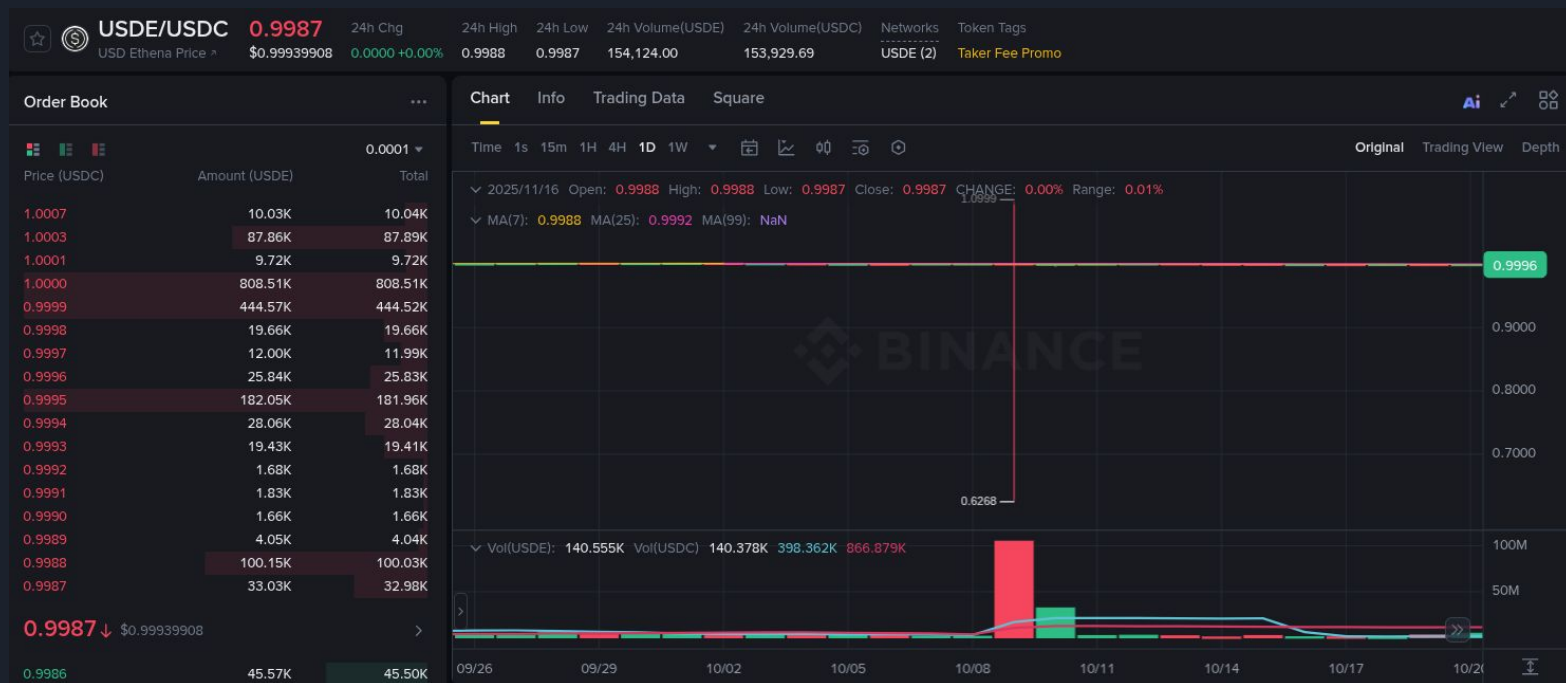 USDE/USDC
USD Ethena Price
0.9987
$0.99939908
24h Chg
0.0000 +0.00%
24h High
0.9988
24h Low
0.9987
24h Volume(USDE)
154,124.00
24h Volume(USDC)
153,929.69
Networks
USDE (2)
Token Tags
Taker Fee Promo
Order Book
0.0001
Price (USDC) Amount (USDE) Total
1.0007 10.03K 10.04K
1.0003 87.86K 87.89K
1.0001 9.72K 9.72K
1.0000 808.51K 808.51K
0.9999 444.57K 444.52K
0.9998 19.66K 19.66K
0.9997 12.00K 11.99K
0.9996 25.84K 25.83K
0.9995 182.05K 181.96K
0.9994 28.06K 28.04K
0.9993 19.43K 19.41K
0.9992 1.68K 1.68K
0.9991 1.83K 1.83K
0.9990 1.66K 1.66K
0.9989 4.05K 4.04K
0.9988 100.15K 100.03K
0.9987 33.03K 32.98K
0.9987↓ $0.99939908
0.9986 45.57K 45.50K
Chart Info Trading Data Square
Ai
Time 1s 15m 1H 4H 1D 1W
Original Trading View Depth
2025/11/16 Open: 0.9988 High: 0.9988 Low: 0.9987 Close: 0.9987 CHANGE: 0.00% Range: 0.01%
1.0999
MA(7): 0.9988 MA(25): 0.9992 MA(99): NaN
0.9996
0.9000
BINANCE
0.8000
0.7000
0.6268
Vol(USDE): 140.555K Vol(USDC) 140.378K 398.362K 866.879K
100M
50M
09/26 09/29 10/02 10/05 10/08 10/11 10/14 10/17